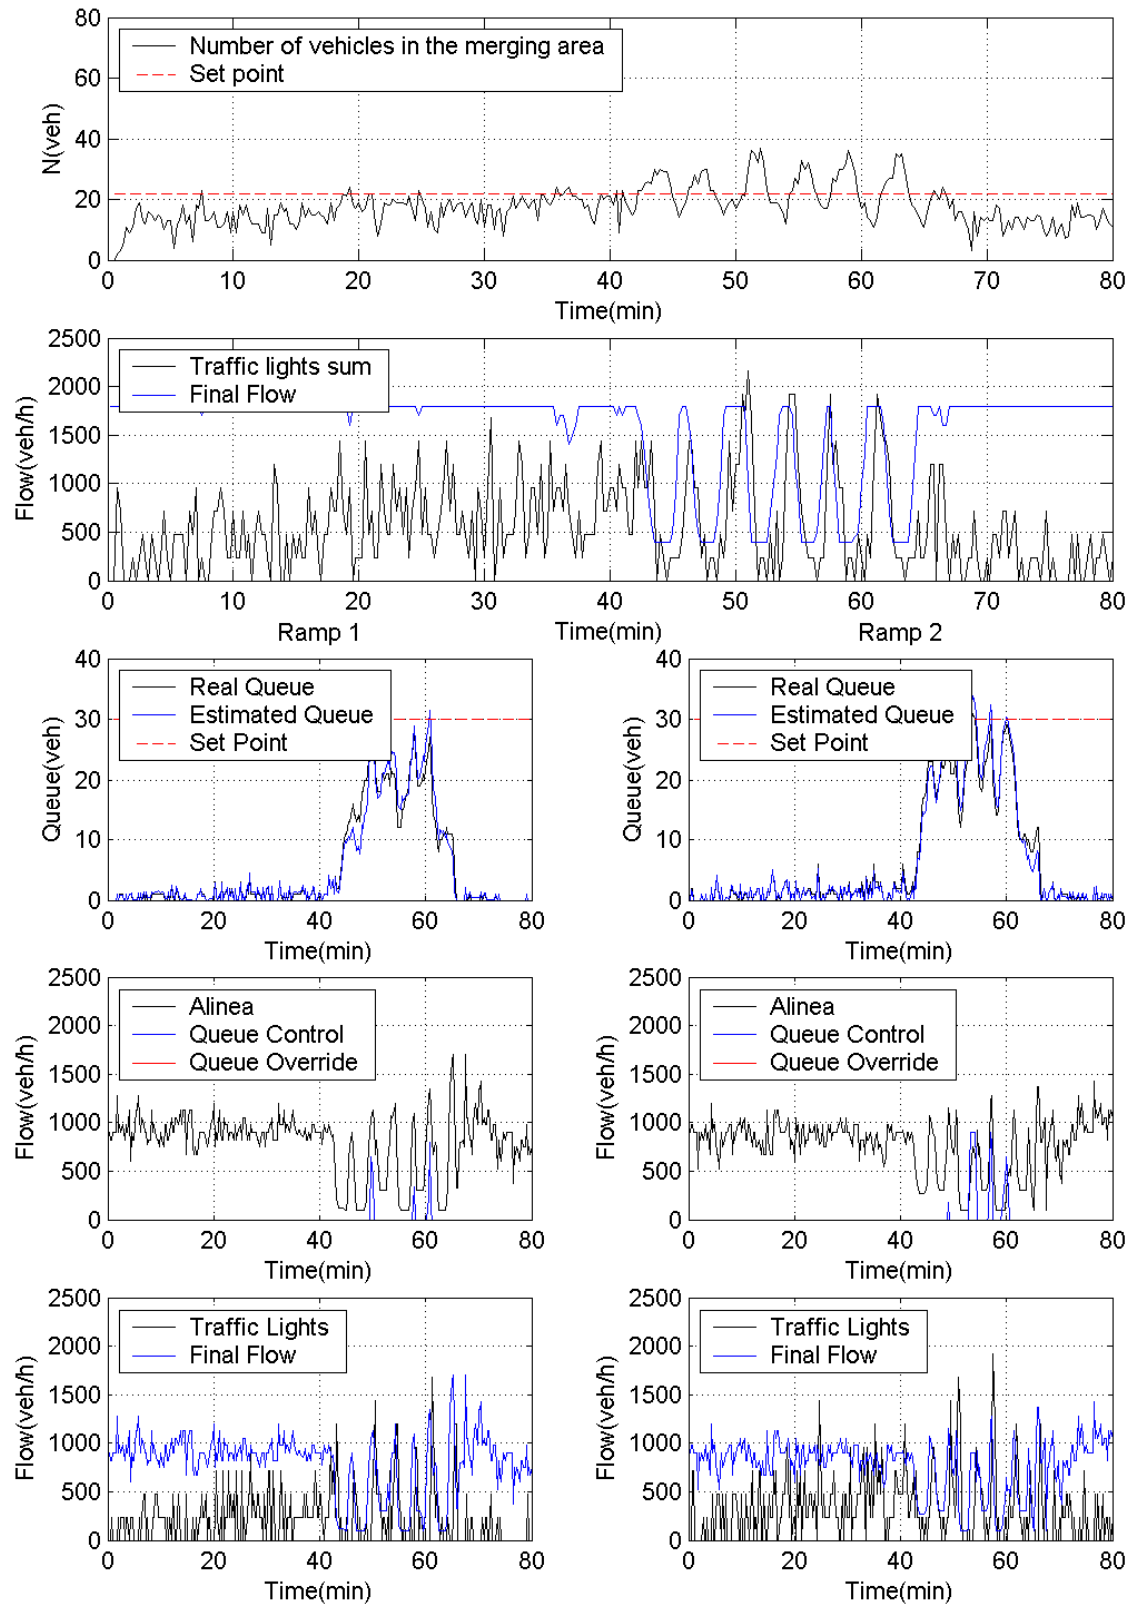 80
60
40
20
0
N(veh)
Number of vehicles in the merging area
Set point
0 10 20 30 40 50 60 70 80
Time(min)
2500
2000
1500
1000
500
0
Flow(veh/h)
Traffic lights sum
Final Flow
0 10 20 30 40 50 60 70 80
Time(min)
Ramp 1
40
30
20
10
0
Queue(veh)
Real Queue
Estimated Queue
Set Point
0 20 40 60 80
Time(min)
Ramp 2
40
30
20
10
0
Queue(veh)
Real Queue
Estimated Queue
Set Point
0 20 40 60 80
Time(min)
2500
2000
1500
1000
500
0
Flow(veh/h)
Alinea
Queue Control
Queue Override
0 20 40 60 80
Time(min)
2500
2000
1500
1000
500
0
Flow(veh/h)
Alinea
Queue Control
Queue Override
0 20 40 60 80
Time(min)
2500
2000
1500
1000
500
0
Flow(veh/h)
Traffic Lights
Final Flow
0 20 40 60 80
Time(min)
2500
2000
1500
1000
500
0
Flow(veh/h)
Traffic Lights
Final Flow
0 20 40 60 80
Time(min)